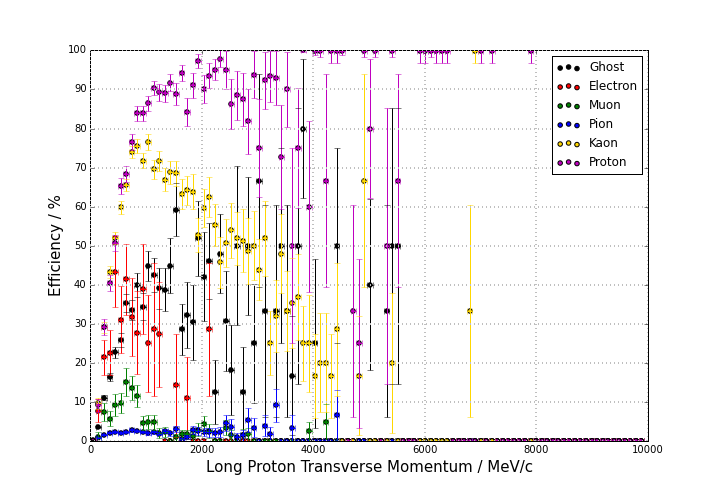 100
90
80
70
60
50
40
30
20
10
0
Efficiency / %
Ghost
Electron
Muon
Pion
Kaon
Proton
0 2000 4000 6000 8000 10000
Long Proton Transverse Momentum / MeV/c